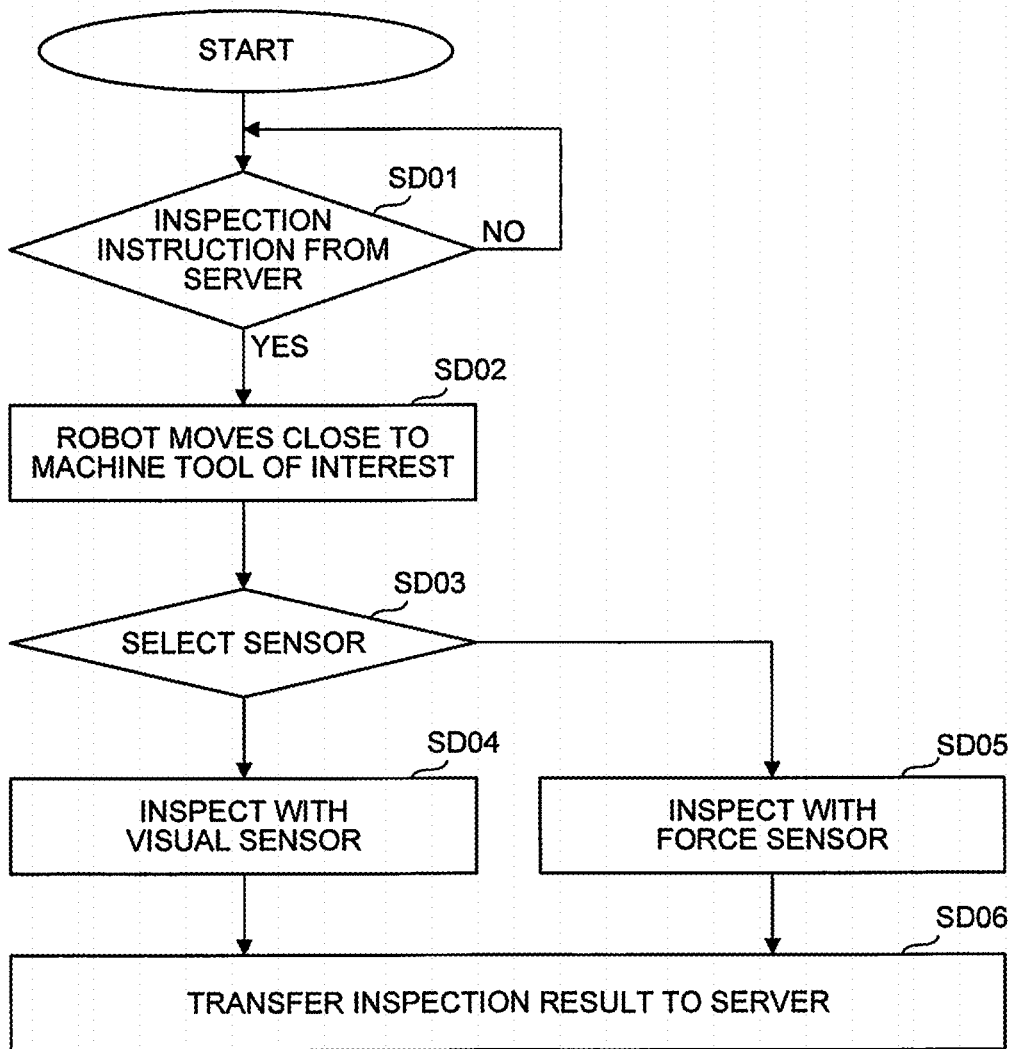 START
SD01
INSPECTION
INSTRUCTION FROM
SERVER
NO
YES
SD02
ROBOT MOVES CLOSE TO
MACHINE TOOL OF INTEREST
SD03
SELECT SENSOR
SD04
INSPECT WITH
VISUAL SENSOR
SD05
INSPECT WITH
FORCE SENSOR
SD06
TRANSFER INSPECTION RESULT TO SERVER